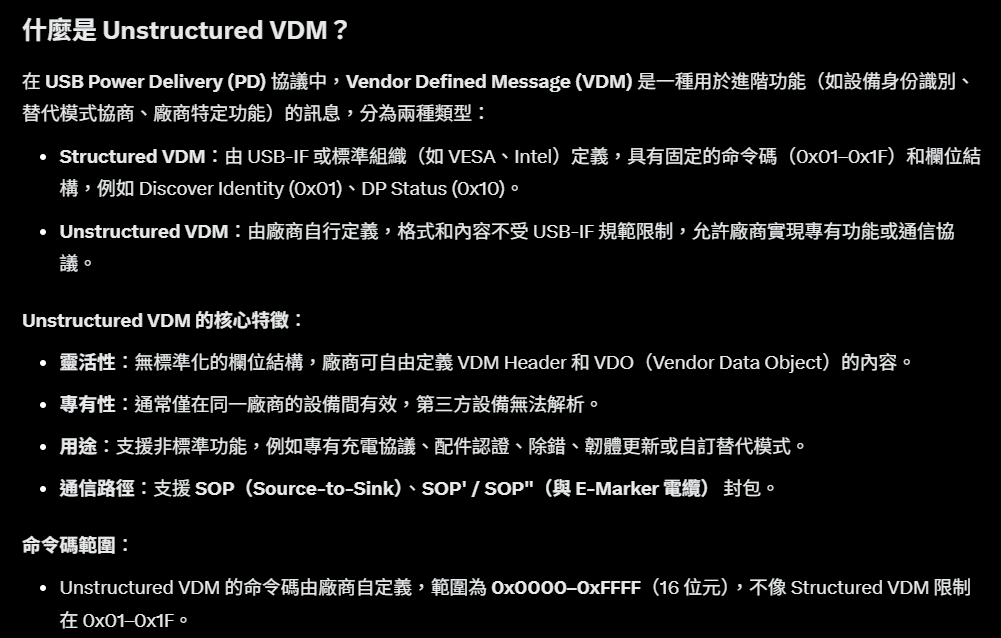 什麼是 Unstructured VDM？
在 USB Power Delivery (PD) 協議中，Vendor Defined Message (VDM) 是一種用於進階功能（如設備身份識別、
替代模式協商、廠商特定功能）的訊息，分為兩種類型：
• Structured VDM：由 USB-IF 或標準組織（如 VESA、Intel）定義，具有固定的命令碼（0x01–0x1F）和欄位結
構，例如 Discover Identity (0x01)、DP Status (0x10)。
• Unstructured VDM：由廠商自行定義，格式和內容不受 USB-IF 規範限制，允許廠商實現專有功能或通信協
議。
Unstructured VDM 的核心特徵：
• 靈活性：無標準化的欄位結構，廠商可自由定義 VDM Header 和 VDO（Vendor Data Object）的內容。
• 專有性：通常僅在同一廠商的設備間有效，第三方設備無法解析。
• 用途：支援非標準功能，例如專有充電協議、配件認證、除錯、韌體更新或自訂替代模式。
• 通信路徑：支援 SOP（Source-to-Sink）、SOP' / SOP"（與 E-Marker 電纜） 封包。
命令碼範圍：
• Unstructured VDM 的命令碼由廠商自定義，範圍為 0x0000–0xFFFF（16 位元），不像 Structured VDM 限制
在 0x01–0x1F。